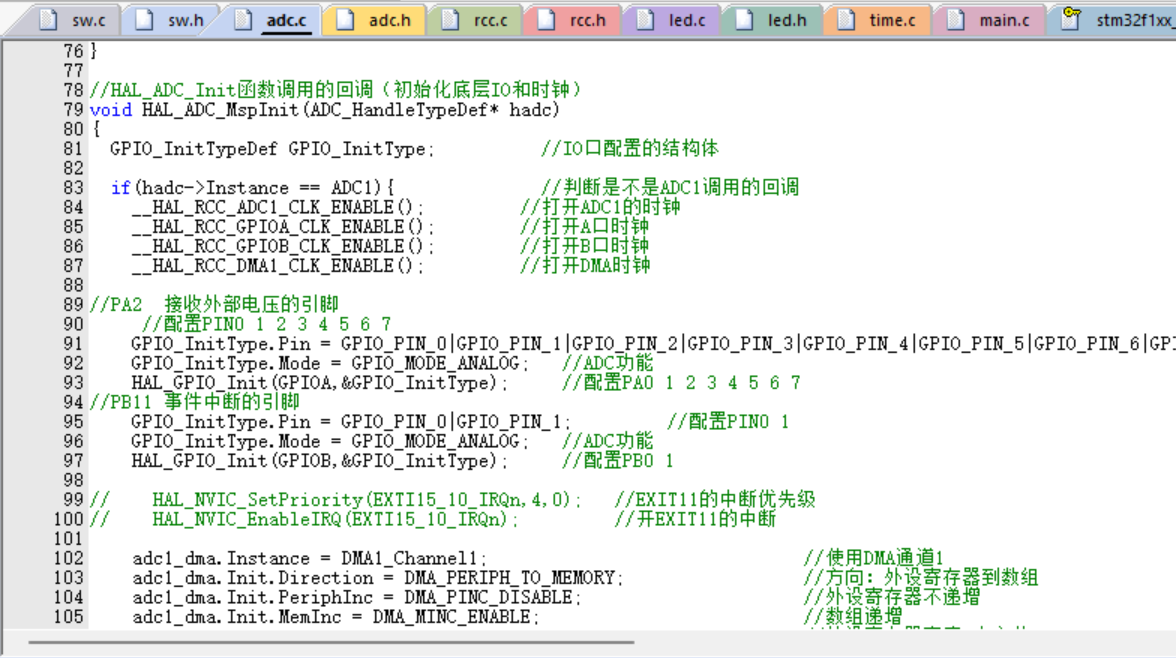 sw.c sw.h adc.c adc.h rcc.c rcc.h led.c led.h time.c main.c stm32f1xx_
76 }
77
78 //HAL_ADC_Init函数调用的回调（初始化底层IO和时钟）
79 void HAL_ADC_MspInit(ADC_HandleTypeDef* hadc)
80 {
81 GPIO_InitTypeDef GPIO_InitType; //IO口配置的结构体
82
83 if(hadc->Instance == ADC1){ //判断是不是ADC1调用的回调
84 __HAL_RCC_ADC1_CLK_ENABLE(); //打开ADC1的时钟
85 __HAL_RCC_GPIOA_CLK_ENABLE(); //打开A口时钟
86 __HAL_RCC_GPIOB_CLK_ENABLE(); //打开B口时钟
87 __HAL_RCC_DMA1_CLK_ENABLE(); //打开DMA时钟
88
89 //PA2 接收外部电压的引脚
90 //配置PIN0 1 2 3 4 5 6 7
91 GPIO_InitType.Pin = GPIO_PIN_0|GPIO_PIN_1|GPIO_PIN_2|GPIO_PIN_3|GPIO_PIN_4|GPIO_PIN_5|GPIO_PIN_6|GPI
92 GPIO_InitType.Mode = GPIO_MODE_ANALOG; //ADC功能
93 HAL_GPIO_Init(GPIOA,&GPIO_InitType); //配置PA0 1 2 3 4 5 6 7
94 //PB11 事件中断的引脚
95 GPIO_InitType.Pin = GPIO_PIN_0|GPIO_PIN_1; //配置PIN0 1
96 GPIO_InitType.Mode = GPIO_MODE_ANALOG; //ADC功能
97 HAL_GPIO_Init(GPIOB,&GPIO_InitType); //配置PB0 1
98
99 // HAL_NVIC_SetPriority(EXTI15_10_IRQn,4,0); //EXIT11的中断优先级
100 // HAL_NVIC_EnableIRQ(EXTI15_10_IRQn); //开EXIT11的中断
101
102 adc1_dma.Instance = DMA1_Channel1; //使用DMA通道1
103 adc1_dma.Init.Direction = DMA_PERIPH_TO_MEMORY; //方向：外设寄存器到数组
104 adc1_dma.Init.PeriphInc = DMA_PINC_DISABLE; //外设寄存器不递增
105 adc1_dma.Init.MemInc = DMA_MINC_ENABLE; //数组递增